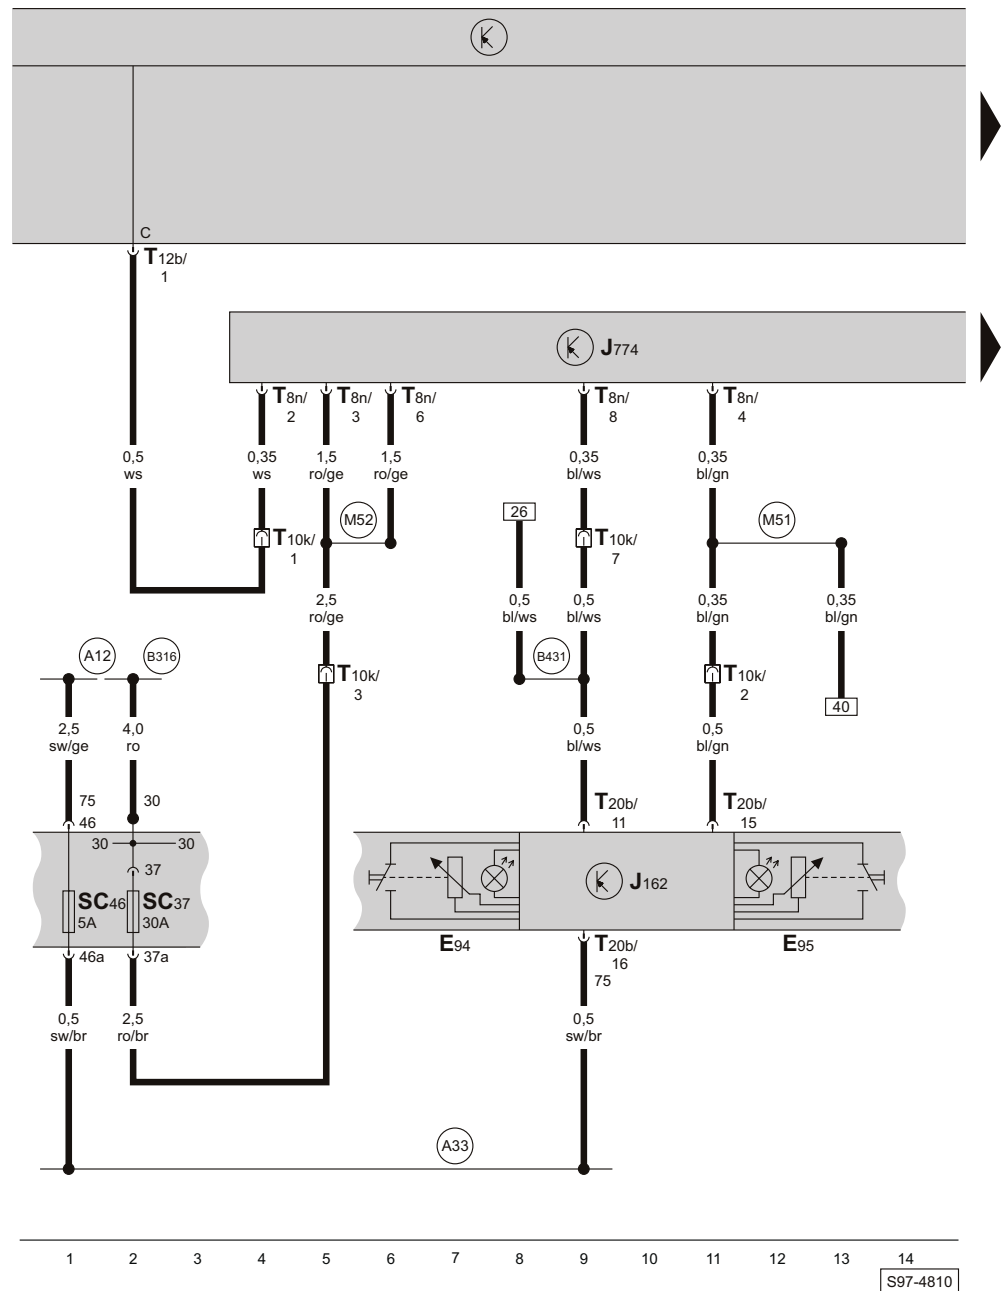 C
T12b/
1
J774
T8n/ T8n/ T8n/ T8n/ T8n/
2 3 6 8 4
0,5 0,35 1,5 1,5 0,35 0,35
ws ws ro/ge ro/ge bl/ws bl/gn
26 M52 M51
T10k/ T10k/
1 7
2,5 0,5 0,5 0,35 0,35
ro/ge bl/ws bl/ws bl/gn bl/gn
A12 B316 B431
T10k/ T10k/
3 2
40
2,5 4,0 0,5 0,5
sw/ge ro bl/ws bl/gn
75 30 T20b/ T20b/
46 11 15
30 30
37
SC46 SC37 J162
5A 30A
E94 T20b/ E95
46a 37a 16
75
0,5 2,5 0,5
sw/br ro/br sw/br
A33
1 2 3 4 5 6 7 8 9 10 11 12 13 14
S97-4810